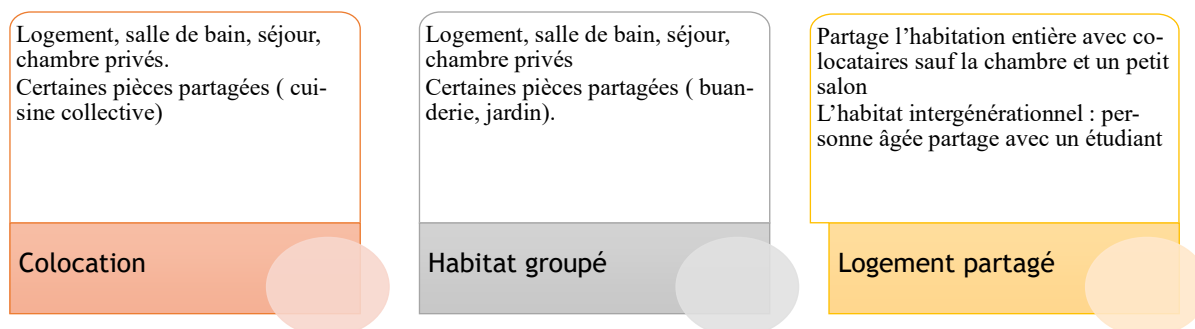 Logement, salle de bain, séjour,
chambre privés.
Certaines pièces partagées ( cui-
sine collective)
Colocation
Logement, salle de bain, séjour,
chambre privés
Certaines pièces partagées ( buan-
derie, jardin).
Habitat groupé
Partage l’habitation entière avec co-
locataires sauf la chambre et un petit
salon
L’habitat intergénérationnel : per-
sonne âgée partage avec un étudiant
Logement partagé